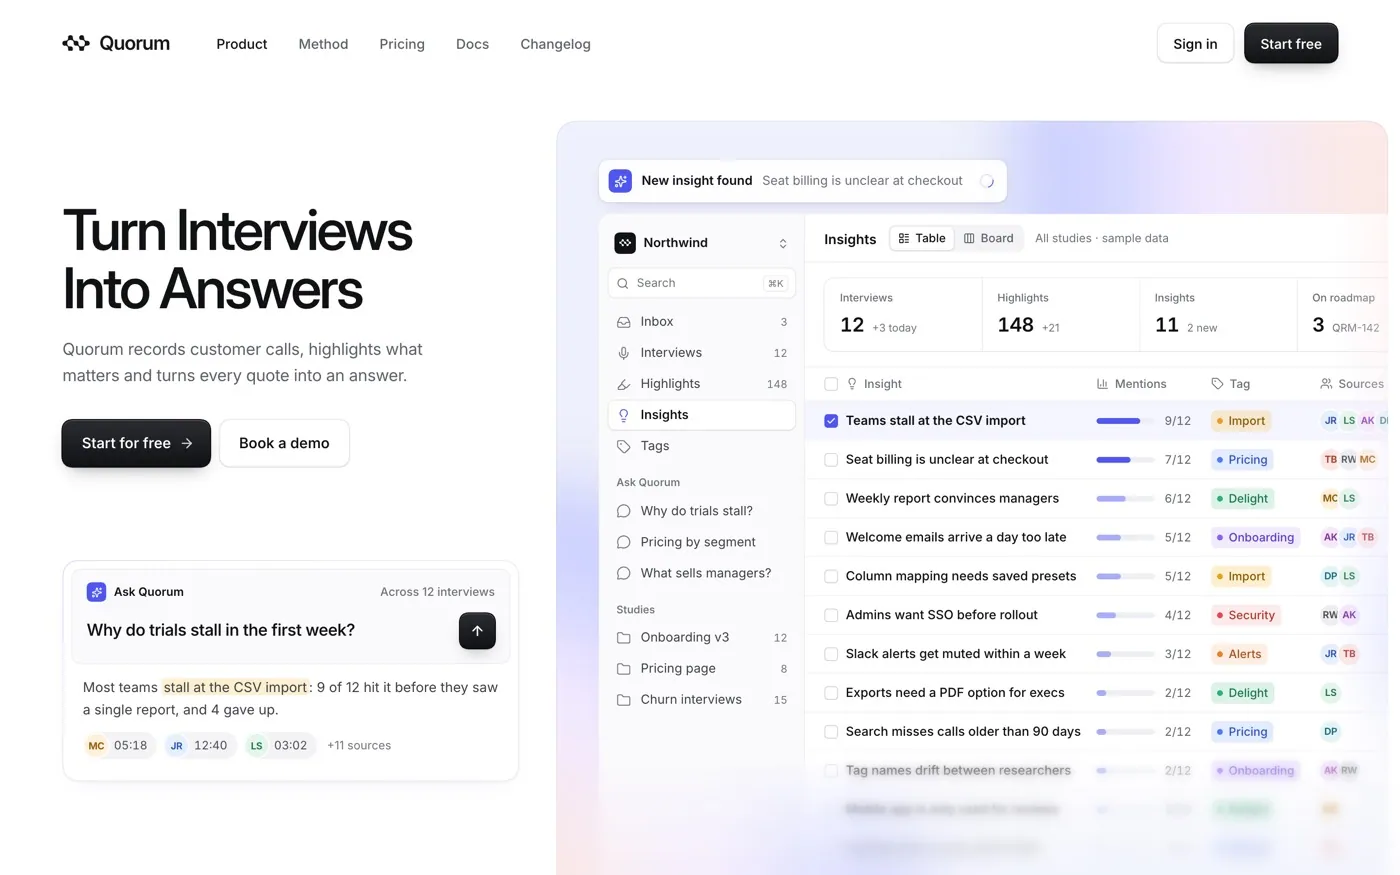 Quorum
Product
Method
Pricing
Docs
Changelog
Sign in
Start free
Turn Interviews
Into Answers
Quorum records customer calls, highlights what
matters and turns every quote into an answer.
Start for free →
Book a demo
Ask Quorum
Across 12 interviews
Why do trials stall in the first week?
Most teams stall at the CSV import: 9 of 12 hit it before they saw
a single report, and 4 gave up.
MC 05:18
JR 12:40
LS 03:02
+11 sources
New insight found Seat billing is unclear at checkout
Northwind
Search ⌘K
Inbox 3
Interviews 12
Highlights 148
Insights
Tags
Ask Quorum
Why do trials stall?
Pricing by segment
What sells managers?
Studies
Onboarding v3 12
Pricing page 8
Churn interviews 15
Insights
Table
Board
All studies · sample data
Interviews
12 +3 today
Highlights
148 +21
Insights
11 2 new
On roadmap
3 QRM-142
Insight Mentions Tag Sources
Teams stall at the CSV import 9/12 Import JR LS AK
Seat billing is unclear at checkout 7/12 Pricing TB RW MC
Weekly report convinces managers 6/12 Delight MC LS
Welcome emails arrive a day too late 5/12 Onboarding AK JR TB
Column mapping needs saved presets 5/12 Import DP LS
Admins want SSO before rollout 4/12 Security RW AK
Slack alerts get muted within a week 3/12 Alerts JR TB
Exports need a PDF option for execs 2/12 Delight LS
Search misses calls older than 90 days 2/12 Pricing DP
Tag names drift between researchers 2/12 Onboarding AK RW